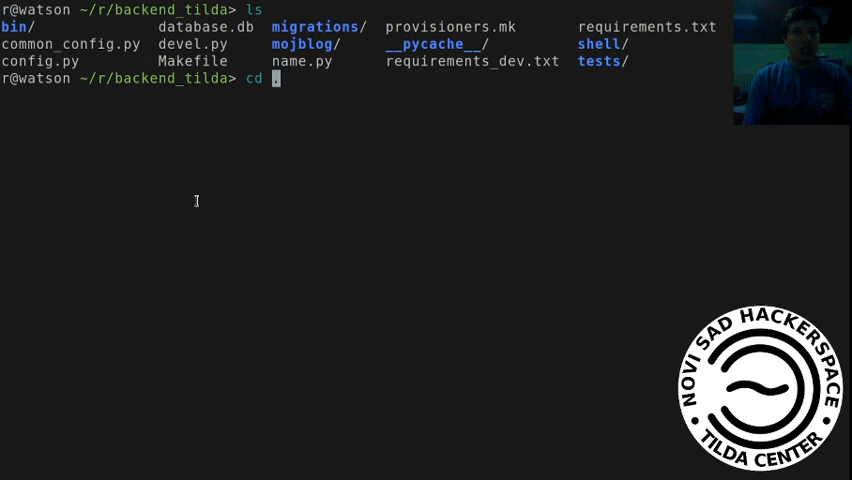 r@watson ~/r/backend_tilda> ls
bin/ database.db migrations/ provisioners.mk requirements.txt
common_config.py devel.py mojblog/ __pycache__/ shell/
config.py Makefile name.py requirements_dev.txt tests/
r@watson ~/r/backend_tilda> cd .
NOVI SAD HACKERSPACE
• TILDA CENTER •